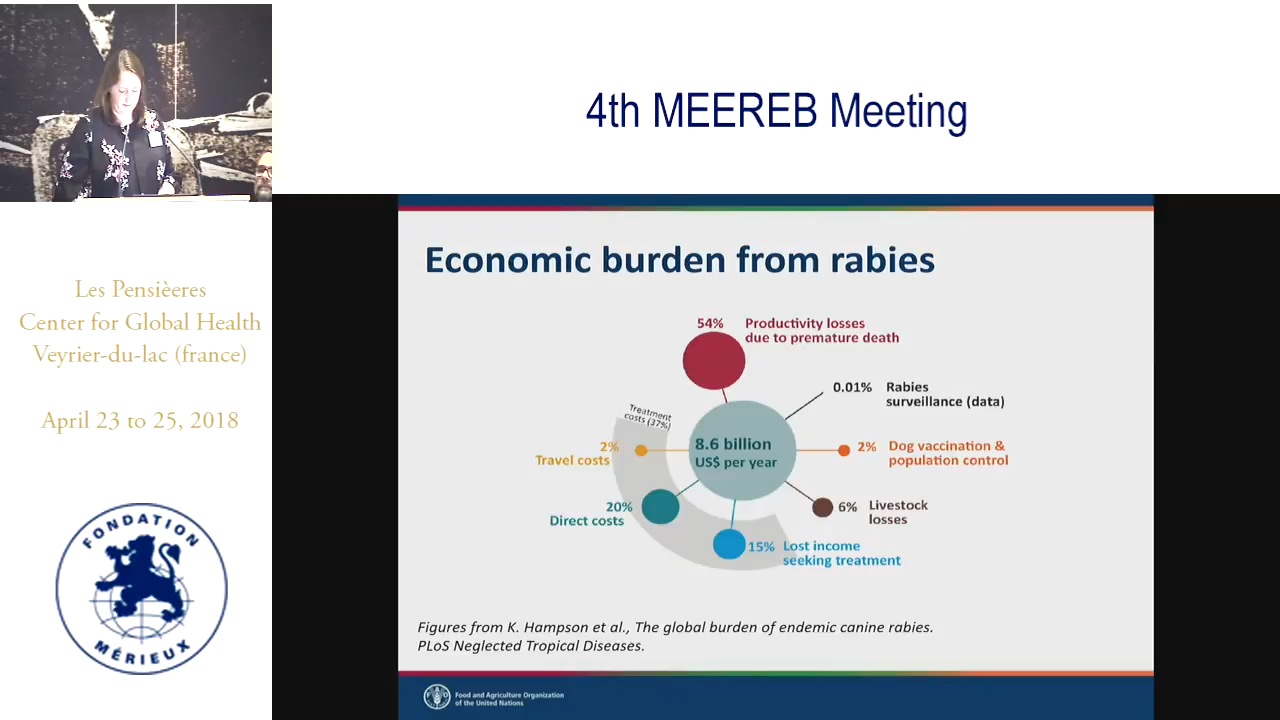 4th MEEREB Meeting
Les Pensièeres
Center for Global Health
Veyrier-du-lac (france)
April 23 to 25, 2018
FONDATION
MÉRIEUX
Economic burden from rabies
54%
Productivity losses
due to premature death
0.01%
Rabies
surveillance (data)
Treatment
costs (37%)
8.6 billion
US$ per year
2%
Travel costs
2%
Dog vaccination &
population control
20%
Direct costs
6%
Livestock
losses
15%
Lost income
seeking treatment
Figures from K. Hampson et al., The global burden of endemic canine rabies.
PLoS Neglected Tropical Diseases.
Food and Agriculture Organization
of the United Nations